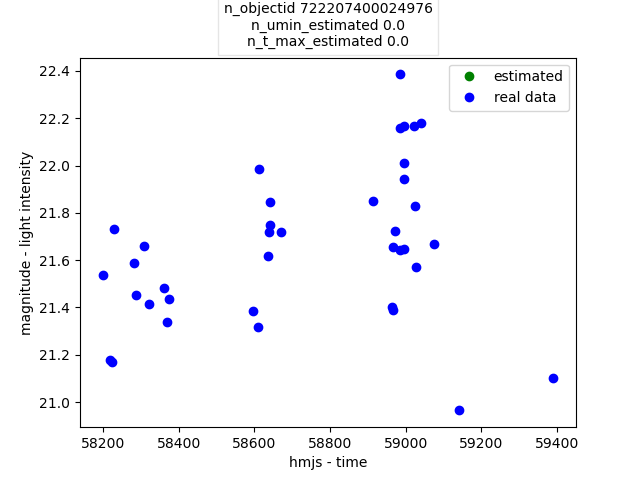 n_objectid 722207400024976
n_umin_estimated 0.0
n_t_max_estimated 0.0
22.4
22.2
22.0
21.8
21.6
21.4
21.2
21.0
magnitude - light intensity
estimated
real data
58200 58400 58600 58800 59000 59200 59400
hmjs - time